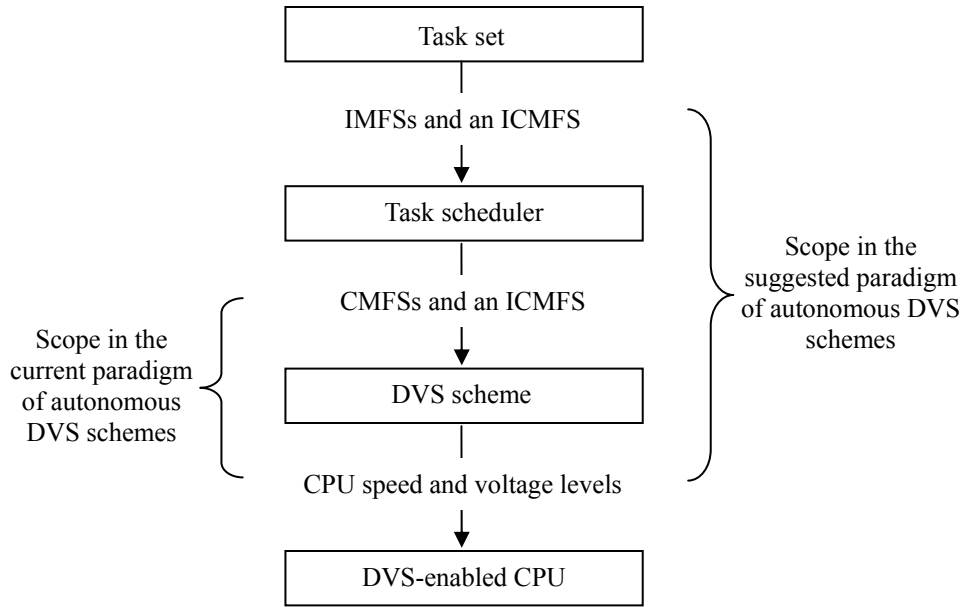 Task set
IMFSs and an ICMFS
Task scheduler
CMFSs and an ICMFS
DVS scheme
CPU speed and voltage levels
DVS-enabled CPU
Scope in the
current paradigm
of autonomous
DVS schemes
Scope in the
suggested paradigm
of autonomous DVS
schemes